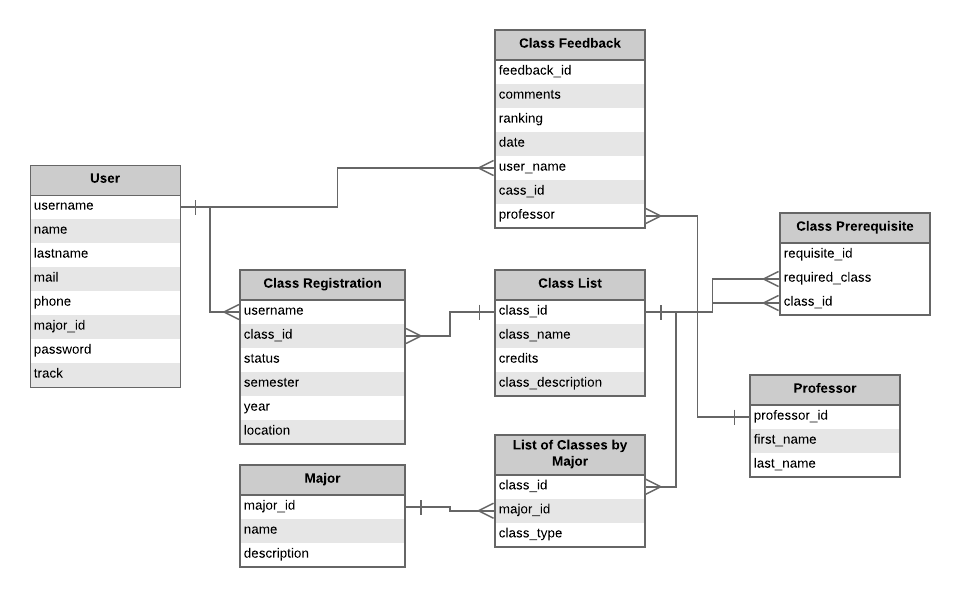 Class Feedback
feedback_id
comments
ranking
date
user_name
cass_id
professor
User
username
name
lastname
mail
phone
major_id
password
track
Class Registration
username
class_id
status
semester
year
location
Class List
class_id
class_name
credits
class_description
Class Prerequisite
requisite_id
required_class
class_id
Professor
professor_id
first_name
last_name
Major
major_id
name
description
List of Classes by
Major
class_id
major_id
class_type